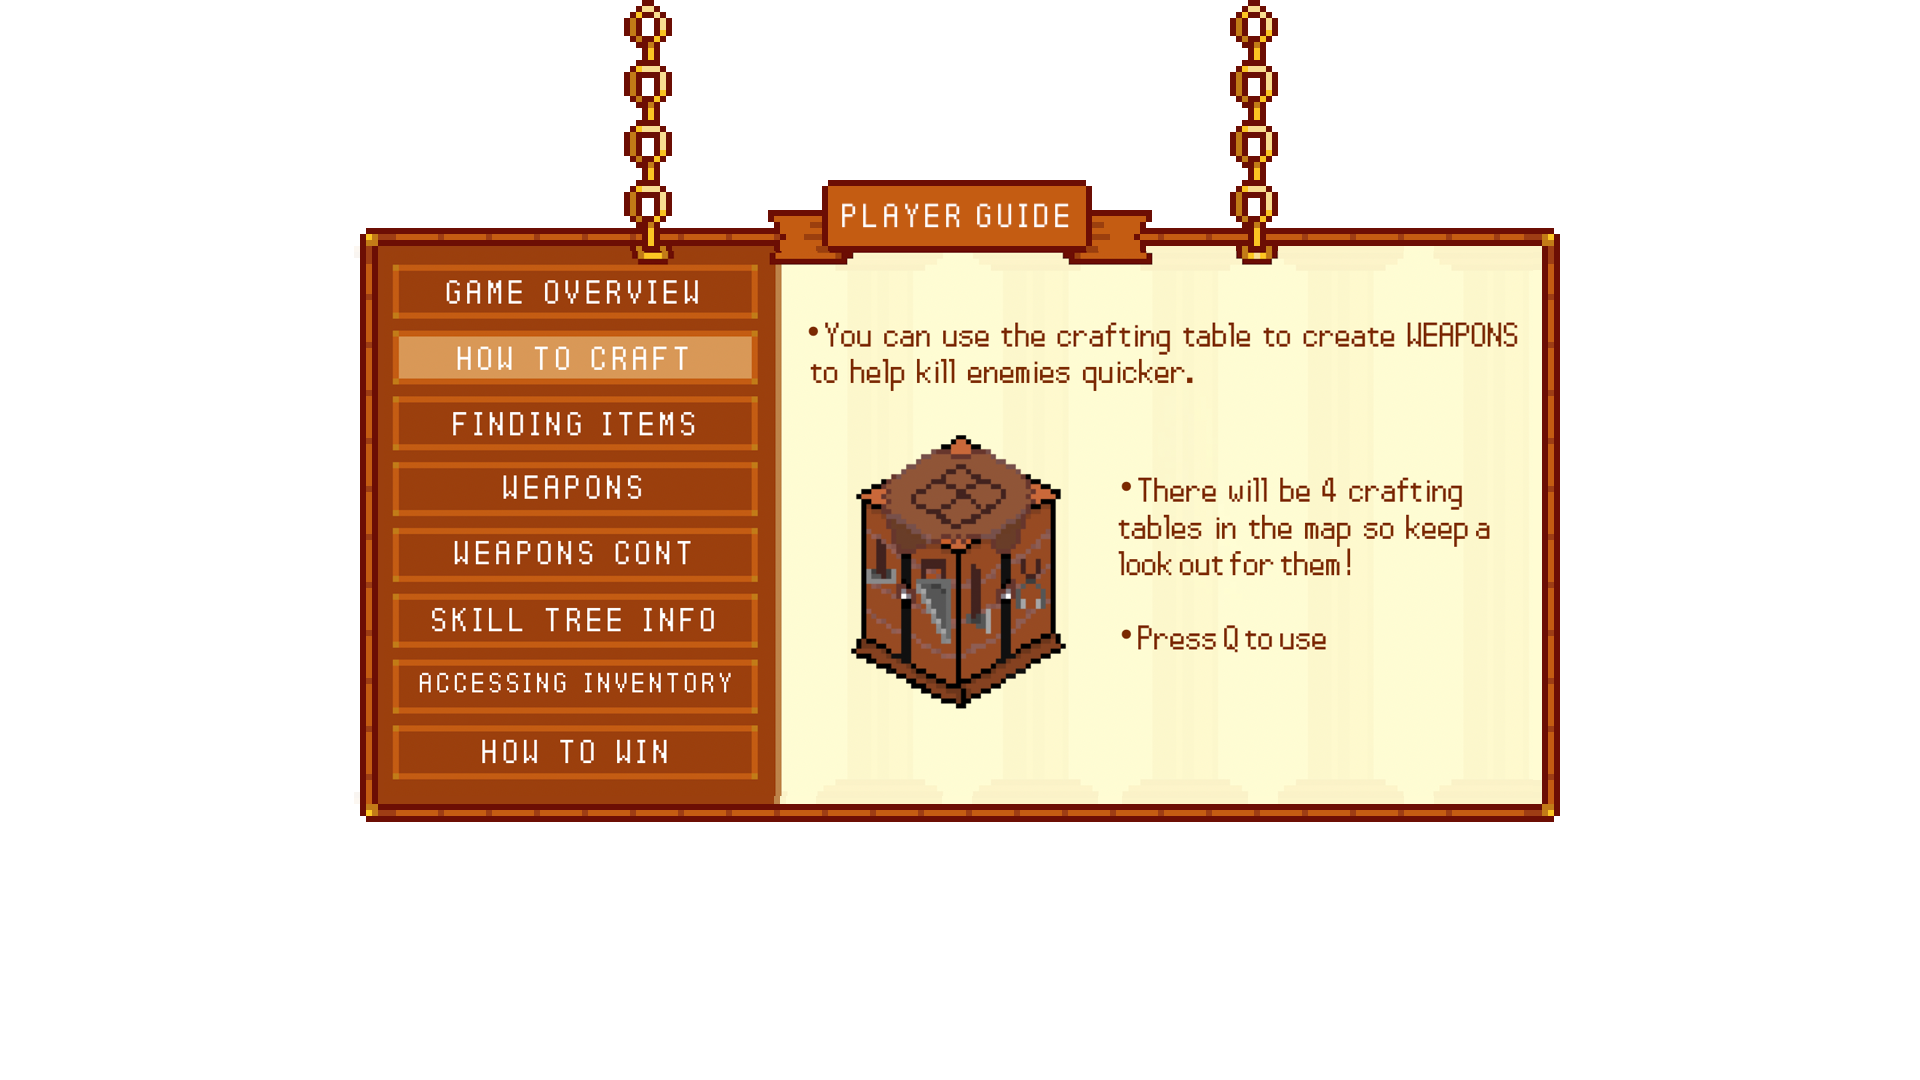 PLAYER GUIDE
GAME OVERVIEW
HOW TO CRAFT
FINDING ITEMS
WEAPONS
WEAPONS CONT
SKILL TREE INFO
ACCESSING INVENTORY
HOW TO WIN
•You can use the crafting table to create WEAPONS
to help kill enemies quicker.
•There will be 4 crafting
tables in the map so keep a
look out for them!
•Press Q to use